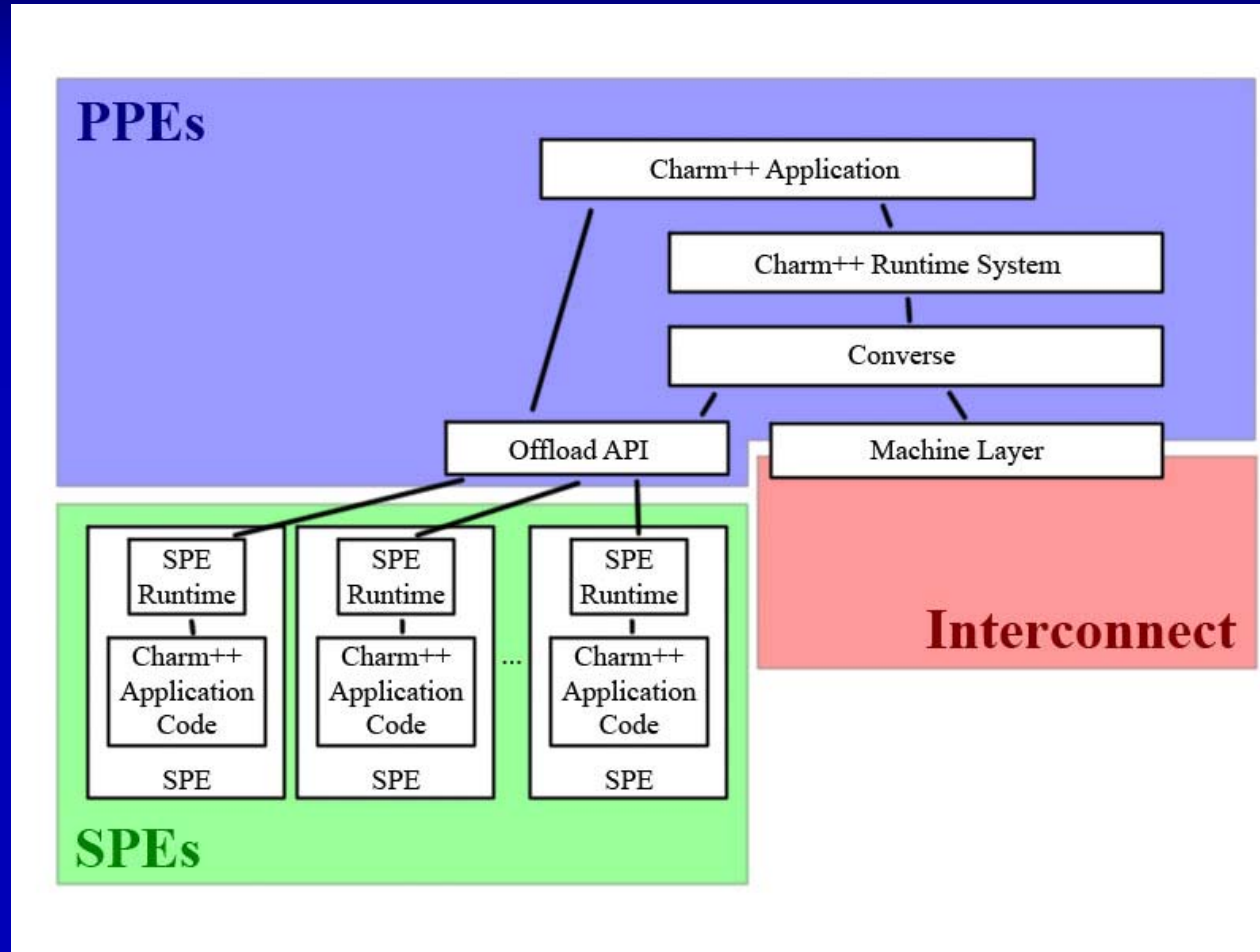 PPEs
Charm++ Application
Charm++ Runtime System
Converse
Offload API
Machine Layer
SPE
Runtime
Charm++
Application
Code
SPE
SPE
Runtime
Charm++
Application
Code
SPE
...
SPE
Runtime
Charm++
Application
Code
SPE
SPEs
Interconnect